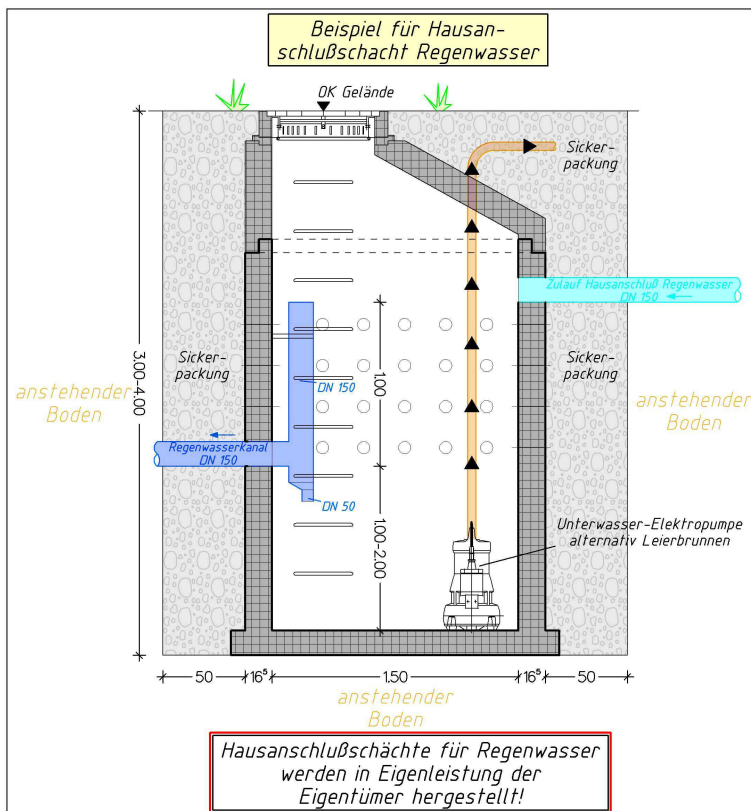 Beispiel für Hausan-
schlußschacht Regenwasser
OK Gelände
Sicker-
packung
Zulauf Hausanschluß Regenwasser
DN 150
3.00-4.00
Sicker-
packung
DN 150
1.00
Sicker-
packung
anstehender
Boden
anstehender
Boden
Regenwasserkanal
DN 150
DN 50
1.00-2.00
Unterwasser-Elektropumpe
alternativ Leierbrunnen
50
16⁵
1.50
16⁵
50
anstehender
Boden
Hausanschlußschächte für Regenwasser
werden in Eigenleistung der
Eigentümer hergestellt!